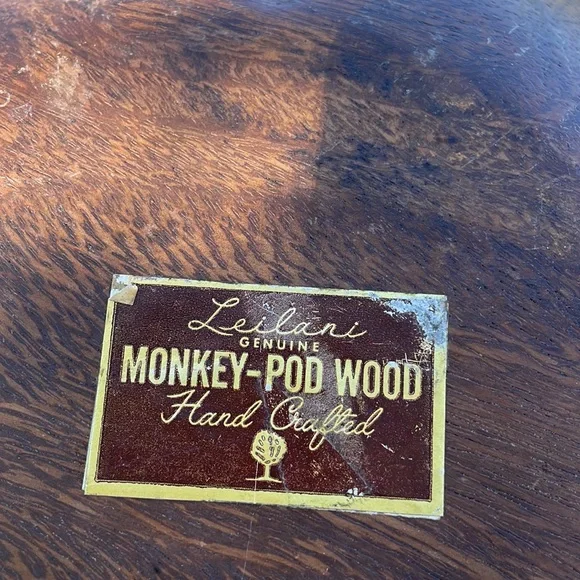 Leilani
GENUINE
MONKEY-POD WOOD
Hand Crafted